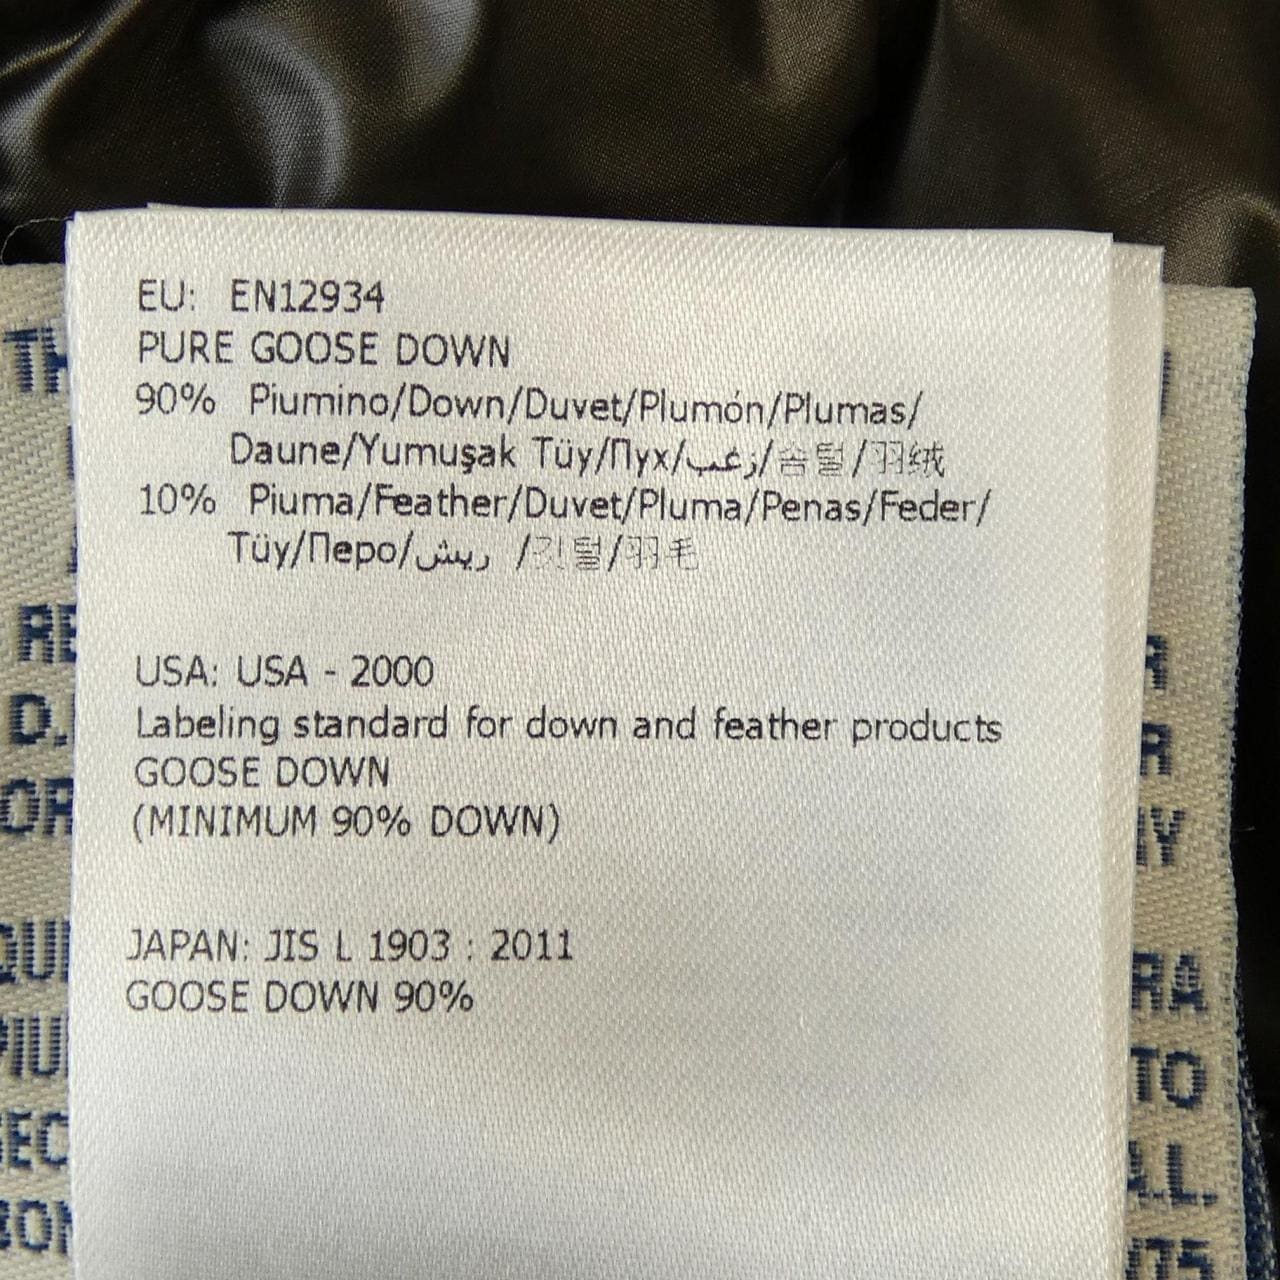 EU: EN12934
PURE GOOSE DOWN
90% Piumino/Down/Duvet/Plumón/Plumas/
Daune/Yumuşak Tüy/Пух/زغب/솜털/羽绒
10% Piuma/Feather/Duvet/Pluma/Penas/Feder/
Tüy/Перо/ريش /깃털/羽毛
USA: USA - 2000
Labeling standard for down and feather products
GOOSE DOWN
(MINIMUM 90% DOWN)
JAPAN: JIS L 1903 : 2011
GOOSE DOWN 90%